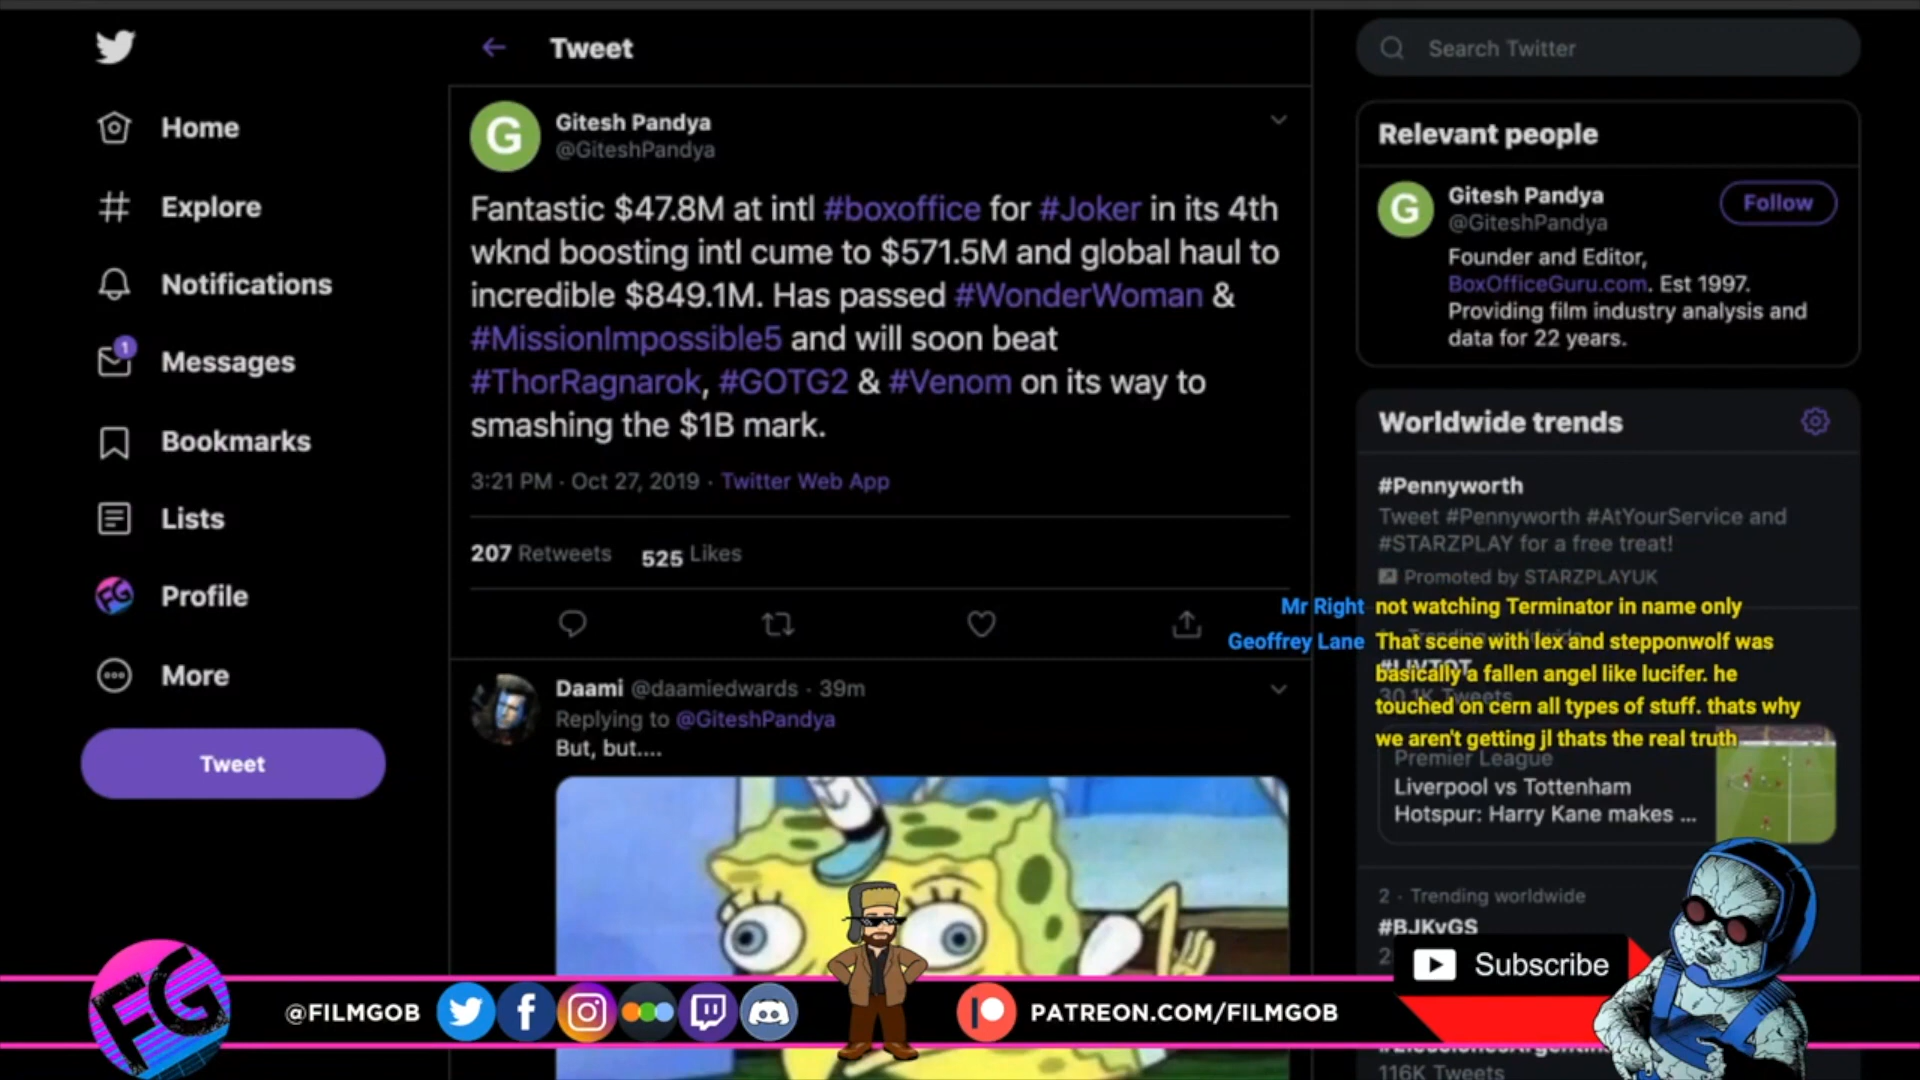 Home
Explore
Notifications
1
Messages
Bookmarks
Lists
Profile
More
Tweet
Tweet
Gitesh Pandya
@GiteshPandya
Fantastic $47.8M at intl #boxoffice for #Joker in its 4th
wknd boosting intl cume to $571.5M and global haul to
incredible $849.1M. Has passed #WonderWoman &
#MissionImpossible5 and will soon beat
#ThorRagnarok, #GOTG2 & #Venom on its way to
smashing the $1B mark.
3:21 PM · Oct 27, 2019 · Twitter Web App
207 Retweets 525 Likes
Daami @daamiedwards · 39m
Replying to @GiteshPandya
But, but....
Search Twitter
Relevant people
Gitesh Pandya
@GiteshPandya
Follow
Founder and Editor,
BoxOfficeGuru.com. Est 1997.
Providing film industry analysis and
data for 22 years.
Worldwide trends
#Pennyworth
Tweet #Pennyworth #AtYourService and
#STARZPLAY for a free treat!
Promoted by STARZPLAYUK
Mr Right not watching Terminator in name only
Geoffrey Lane That scene with lex and stepponwolf was
basically a fallen angel like lucifer. he
touched on cern all types of stuff. thats why
we aren't getting jl thats the real truth
#LIVTOT
30.1K Tweets
Premier League
Liverpool vs Tottenham
Hotspur: Harry Kane makes ...
2 · Trending worldwide
#BJKvGS
2
Subscribe
116K Tweets
FG
@FILMGOB
PATREON.COM/FILMGOB